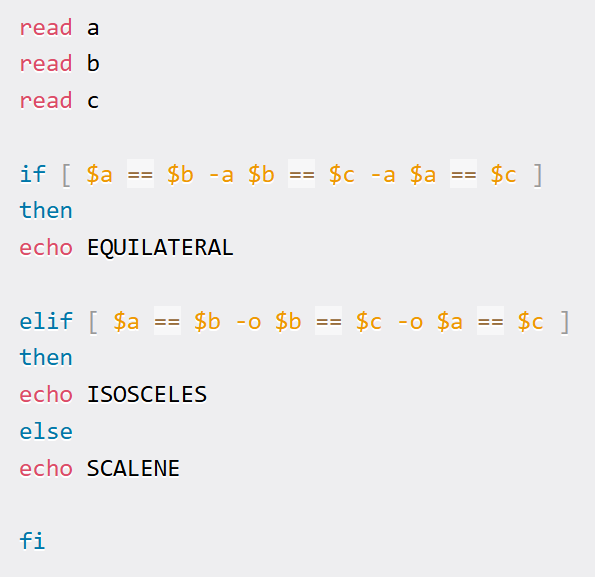 read a
read b
read c
if [ $a == $b -a $b == $c -a $a == $c ]
then
echo EQUILATERAL
elif [ $a == $b -o $b == $c -o $a == $c ]
then
echo ISOSCELES
else
echo SCALENE
fi